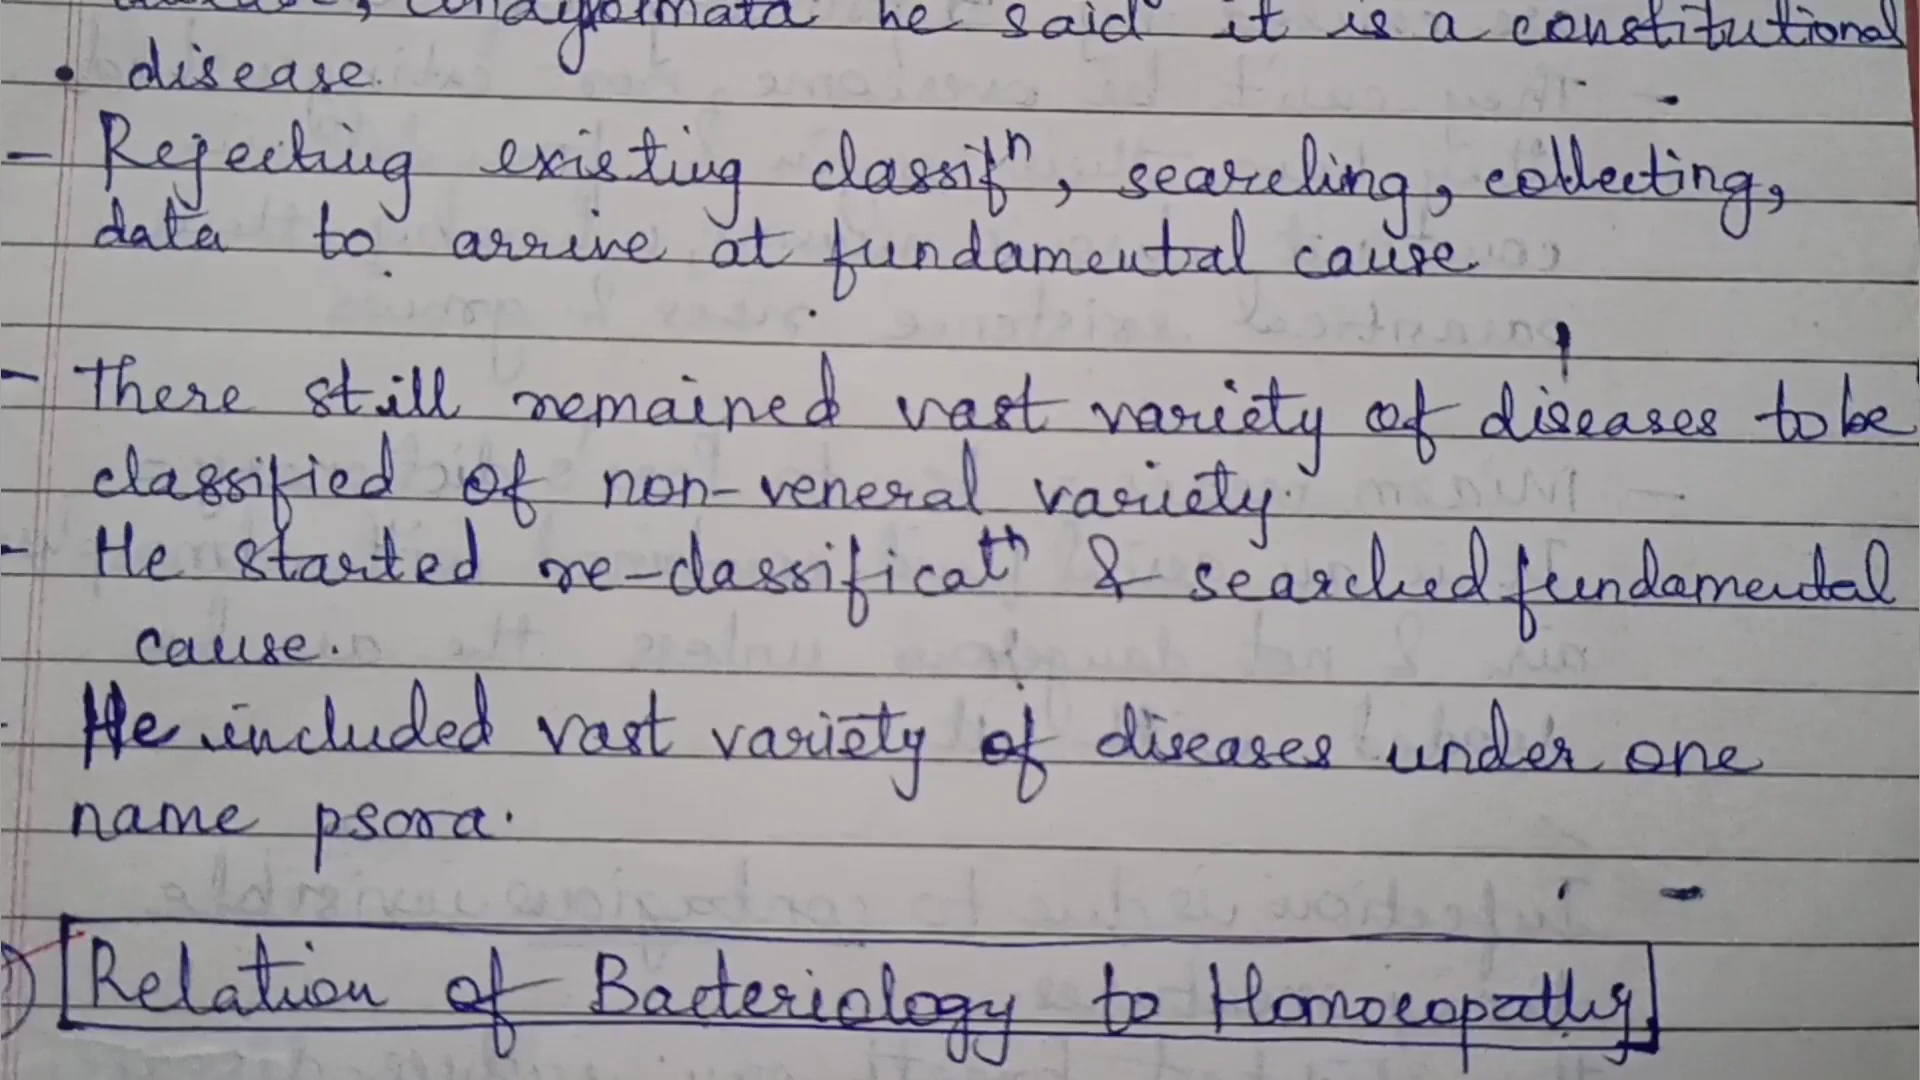 condylomata he said it is a constitutional
• disease.
- Rejecting existing classifⁿ, searching, collecting,
data to arrive at fundamental cause.
- There still remained vast variety of diseases to be
classified of non-veneral variety.
- He started re-classificatⁿ & searched fundamental
cause.
- He included vast variety of diseases under one
name psora.
Relation of Bacteriology to Homoeopathy